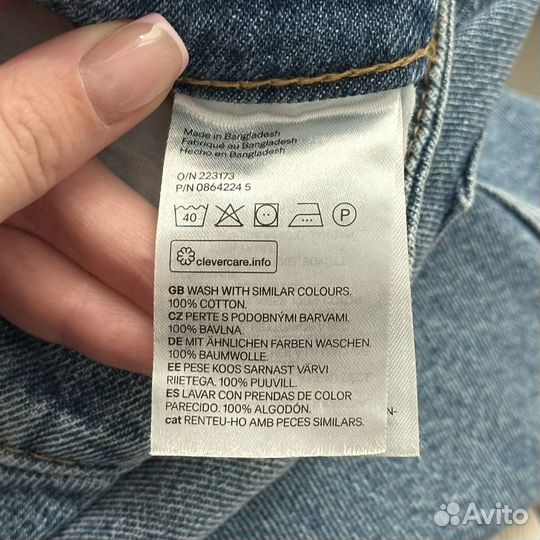 Made in Bangladesh
Fabriqué au Bangladesh
Hecho en Bangladesh
O/N 223173
P/N 0864224 5
40
P
clevercare.info
GB WASH WITH SIMILAR COLOURS.
100% COTTON.
CZ PERTE S PODOBNÝMI BARVAMI.
100% BAVLNA.
DE MIT ÄHNLICHEN FARBEN WASCHEN.
100% BAUMWOLLE.
EE PESE KOOS SARNAST VÄRVI
RIIETEGA. 100% PUUVILL.
ES LAVAR CON PRENDAS DE COLOR
PARECIDO. 100% ALGODÓN.
cat RENTEU-HO AMB PECES SIMILARS.
N-
Avito